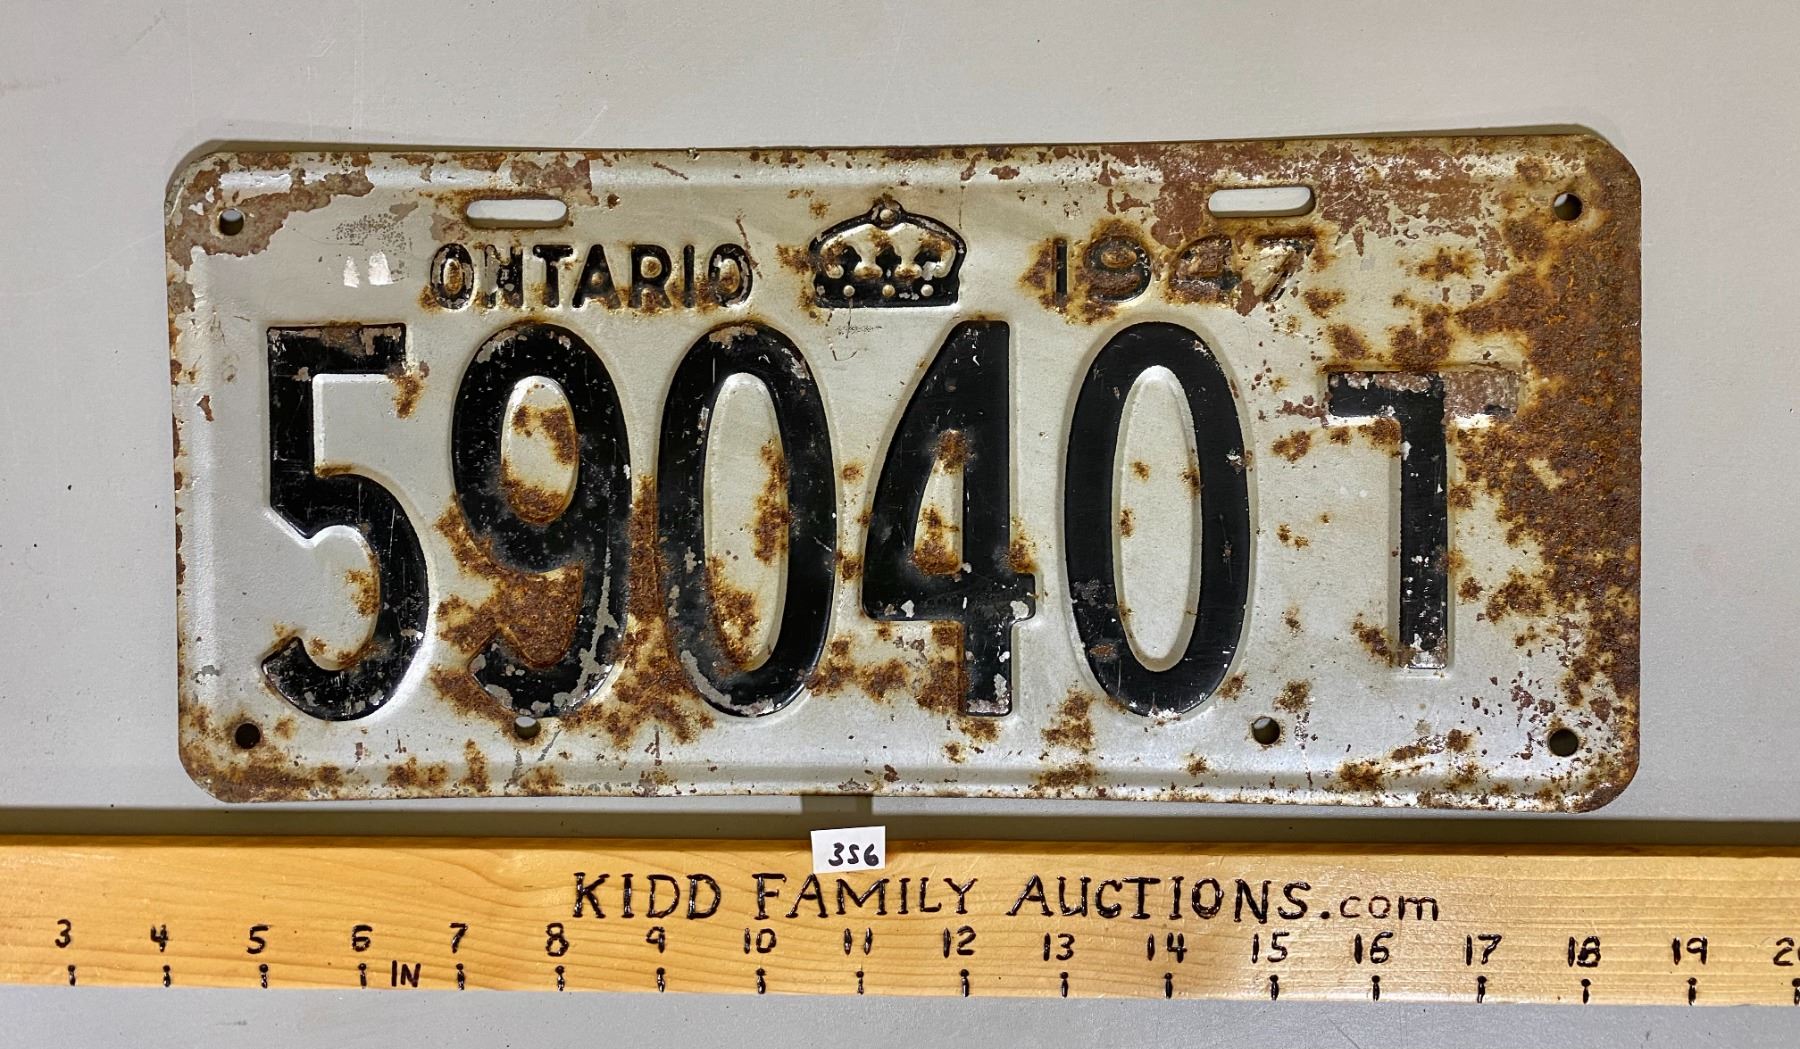 ONTARIO 1947
59040T
356
KIDD FAMILY AUCTIONS.com
3 4 5 6 7 8 9 10 11 12 13 14 15 16 17 18 19
IN